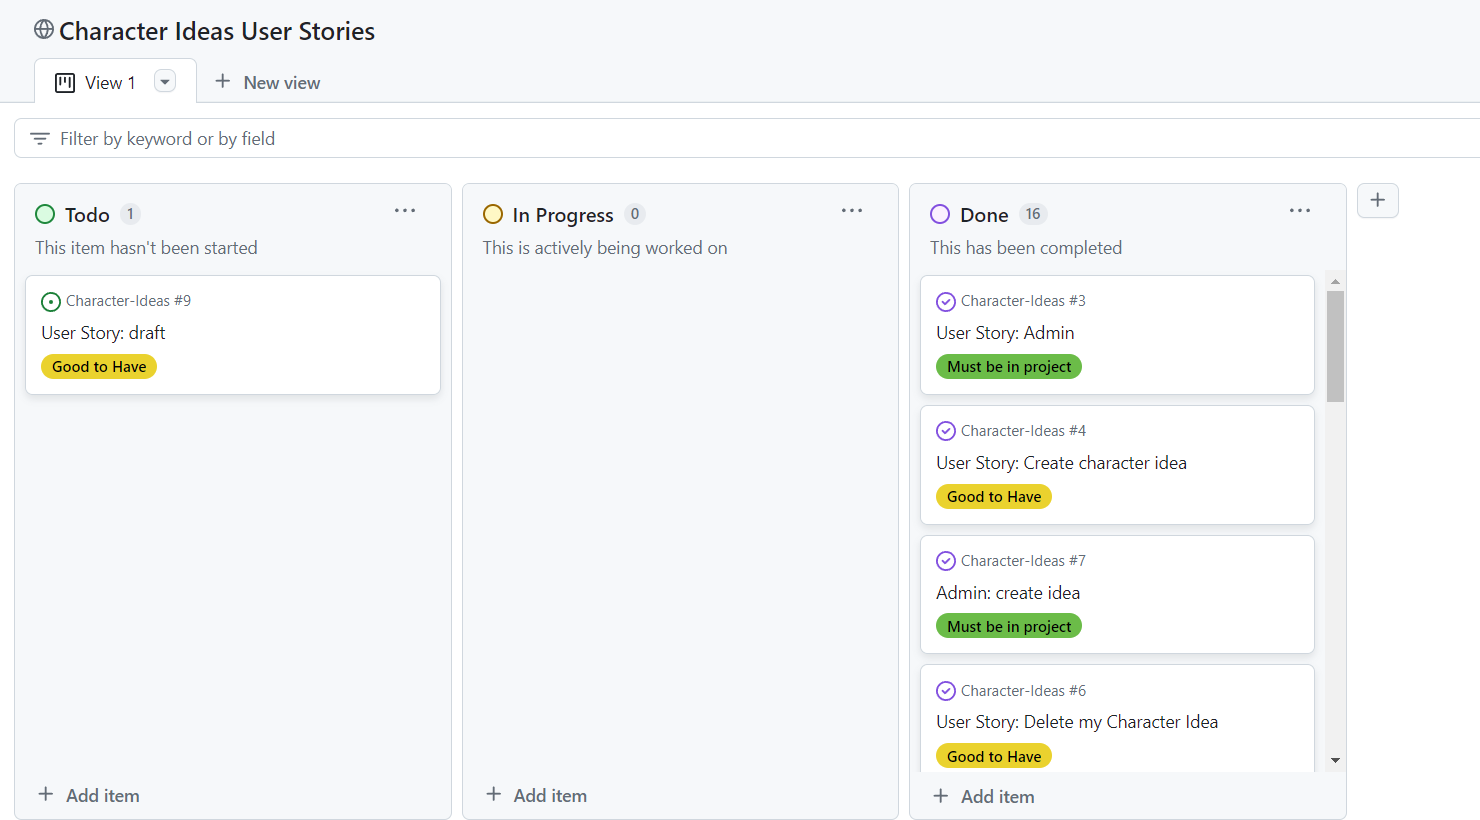 Character Ideas User Stories
View 1
New view
Filter by keyword or by field
Todo 1
This item hasn't been started
Character-Ideas #9
User Story: draft
Good to Have
Add item
In Progress 0
This is actively being worked on
Add item
Done 16
This has been completed
Character-Ideas #3
User Story: Admin
Must be in project
Character-Ideas #4
User Story: Create character idea
Good to Have
Character-Ideas #7
Admin: create idea
Must be in project
Character-Ideas #6
User Story: Delete my Character Idea
Good to Have
Add item